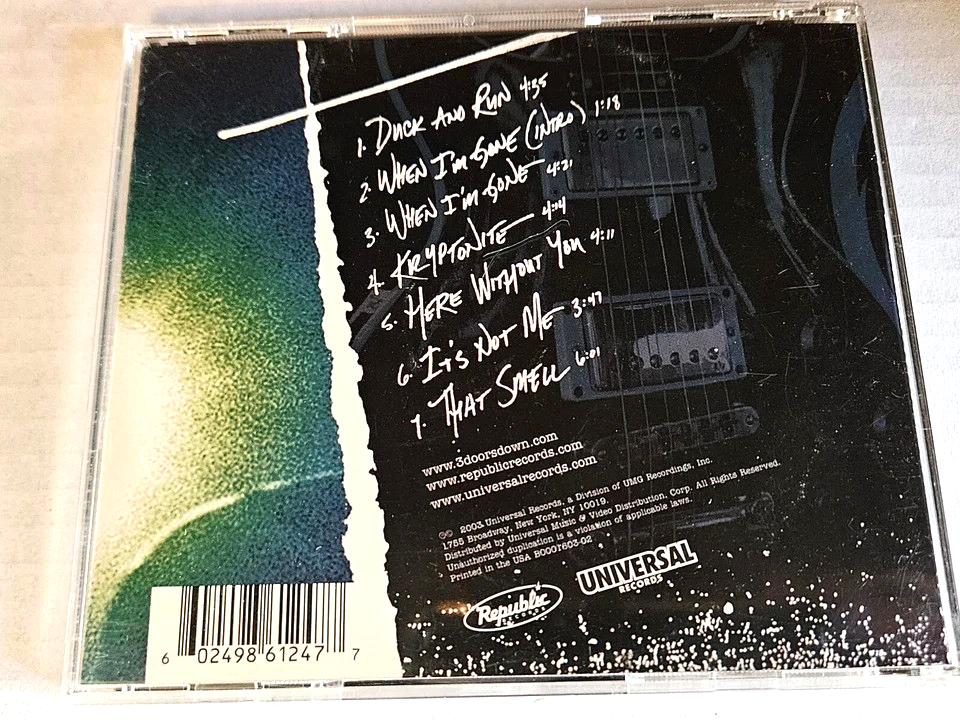 1. Duck and Run 4:35
2. When I'm Gone (intro) 1:18
3. When I'm Gone 4:21
4. Kryptonite 4:14
5. Here Without You 4:11
6. It's Not Me 3:47
7. That Smell 6:01
www.3doorsdown.com
www.republicrecords.com
www.universalrecords.com
℗© 2003 Universal Records, a Division of UMG Recordings, Inc.
1755 Broadway, New York, NY 10019.
Distributed by Universal Music & Video Distribution, Corp. All Rights Reserved.
Unauthorized duplication is a violation of applicable laws.
Printed in the USA B0001603-02
Republic
RECORDS
UNIVERSAL
RECORDS
6 02498 61247 7